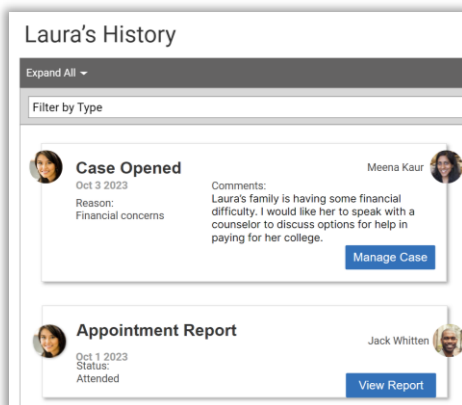 Laura's History
Expand All
Filter by Type
Case Opened
Meena Kaur
Oct 3 2023
Reason:
Financial concerns
Comments:
Laura's family is having some financial
difficulty. I would like her to speak with a
counselor to discuss options for help in
paying for her college.
Manage Case
Appointment Report
Jack Whitten
Oct 1 2023
Status:
Attended
View Report